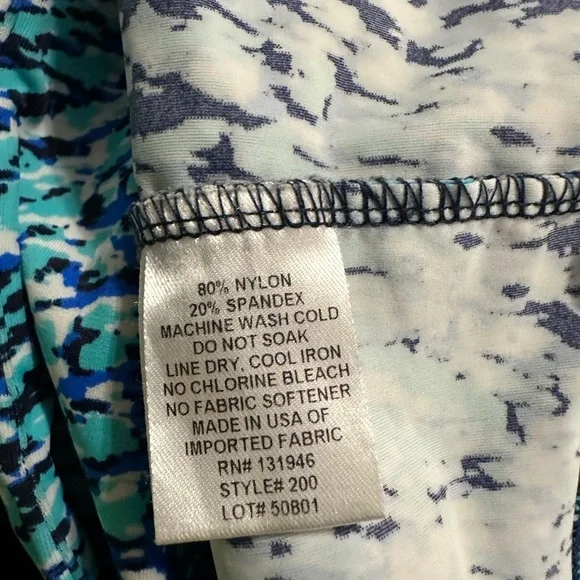 80% NYLON
20% SPANDEX
MACHINE WASH COLD
DO NOT SOAK
LINE DRY, COOL IRON
NO CHLORINE BLEACH
NO FABRIC SOFTENER
MADE IN USA OF
IMPORTED FABRIC
RN# 131946
STYLE# 200
LOT# 50801